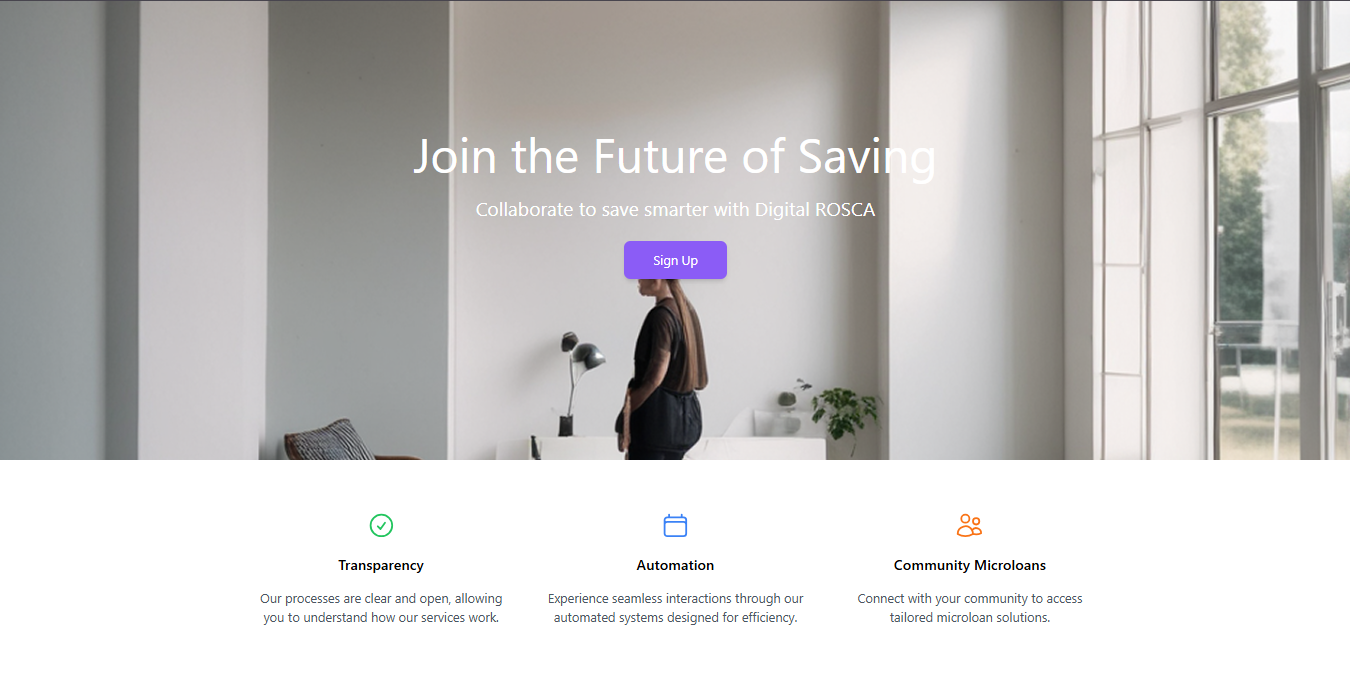 Join the Future of Saving
Collaborate to save smarter with Digital ROSCA
Sign Up
Transparency
Automation
Community Microloans
Our processes are clear and open, allowing
you to understand how our services work.
Experience seamless interactions through our
automated systems designed for efficiency.
Connect with your community to access
tailored microloan solutions.